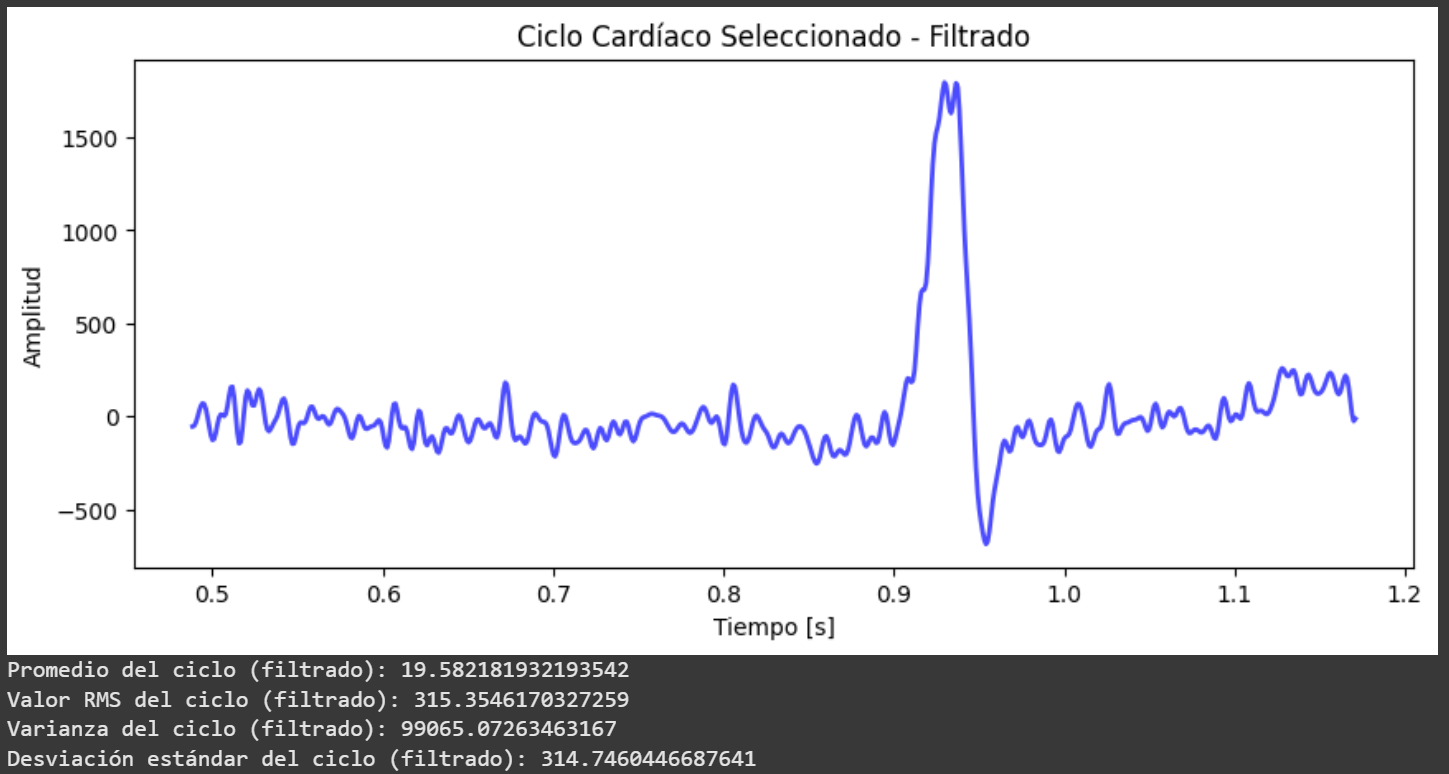 Ciclo Cardíaco Seleccionado - Filtrado
Amplitud
1500
1000
500
0
−500
0.5 0.6 0.7 0.8 0.9 1.0 1.1 1.2
Tiempo [s]
Promedio del ciclo (filtrado): 19.582181932193542
Valor RMS del ciclo (filtrado): 315.3546170327259
Varianza del ciclo (filtrado): 99065.07263463167
Desviación estándar del ciclo (filtrado): 314.7460446687641